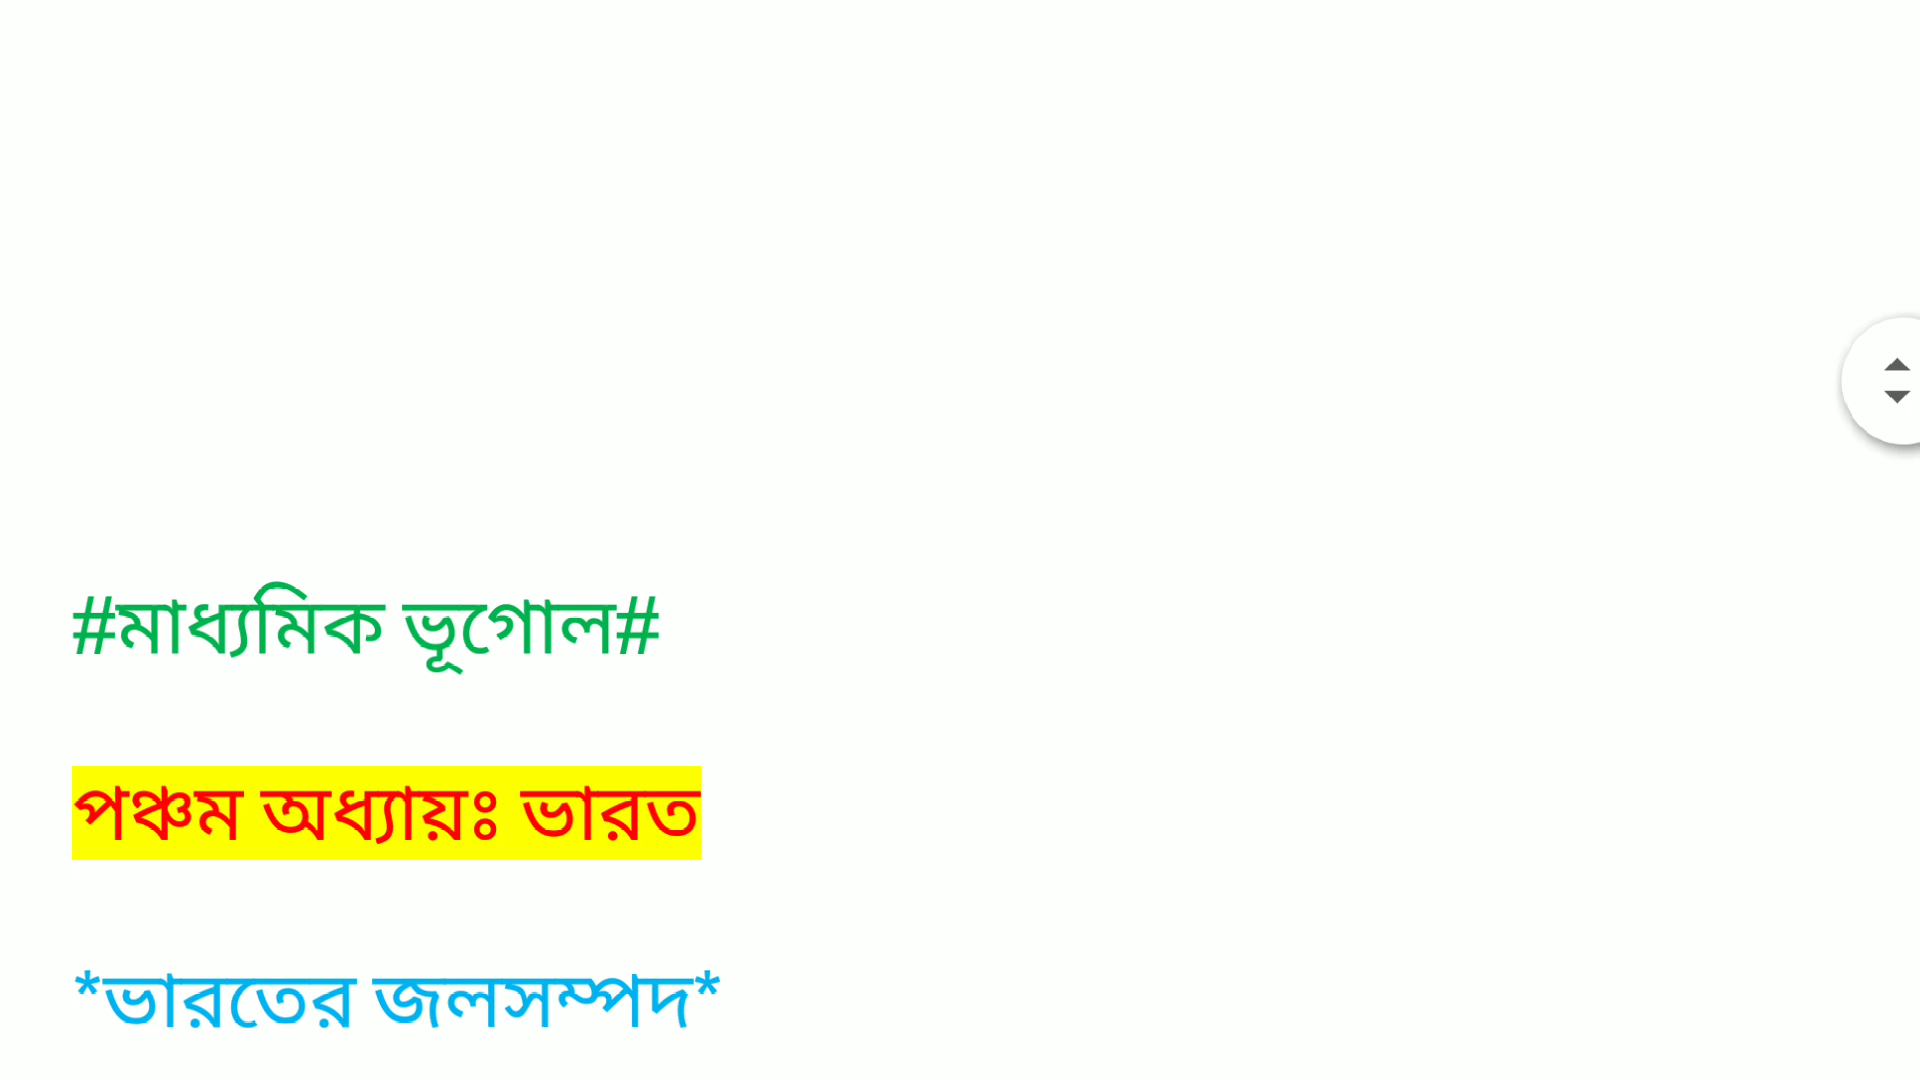 #মাধ্যমিক ভূগোল#
পঞ্চম অধ্যায়ঃ ভারত
*ভারতের জলসম্পদ*